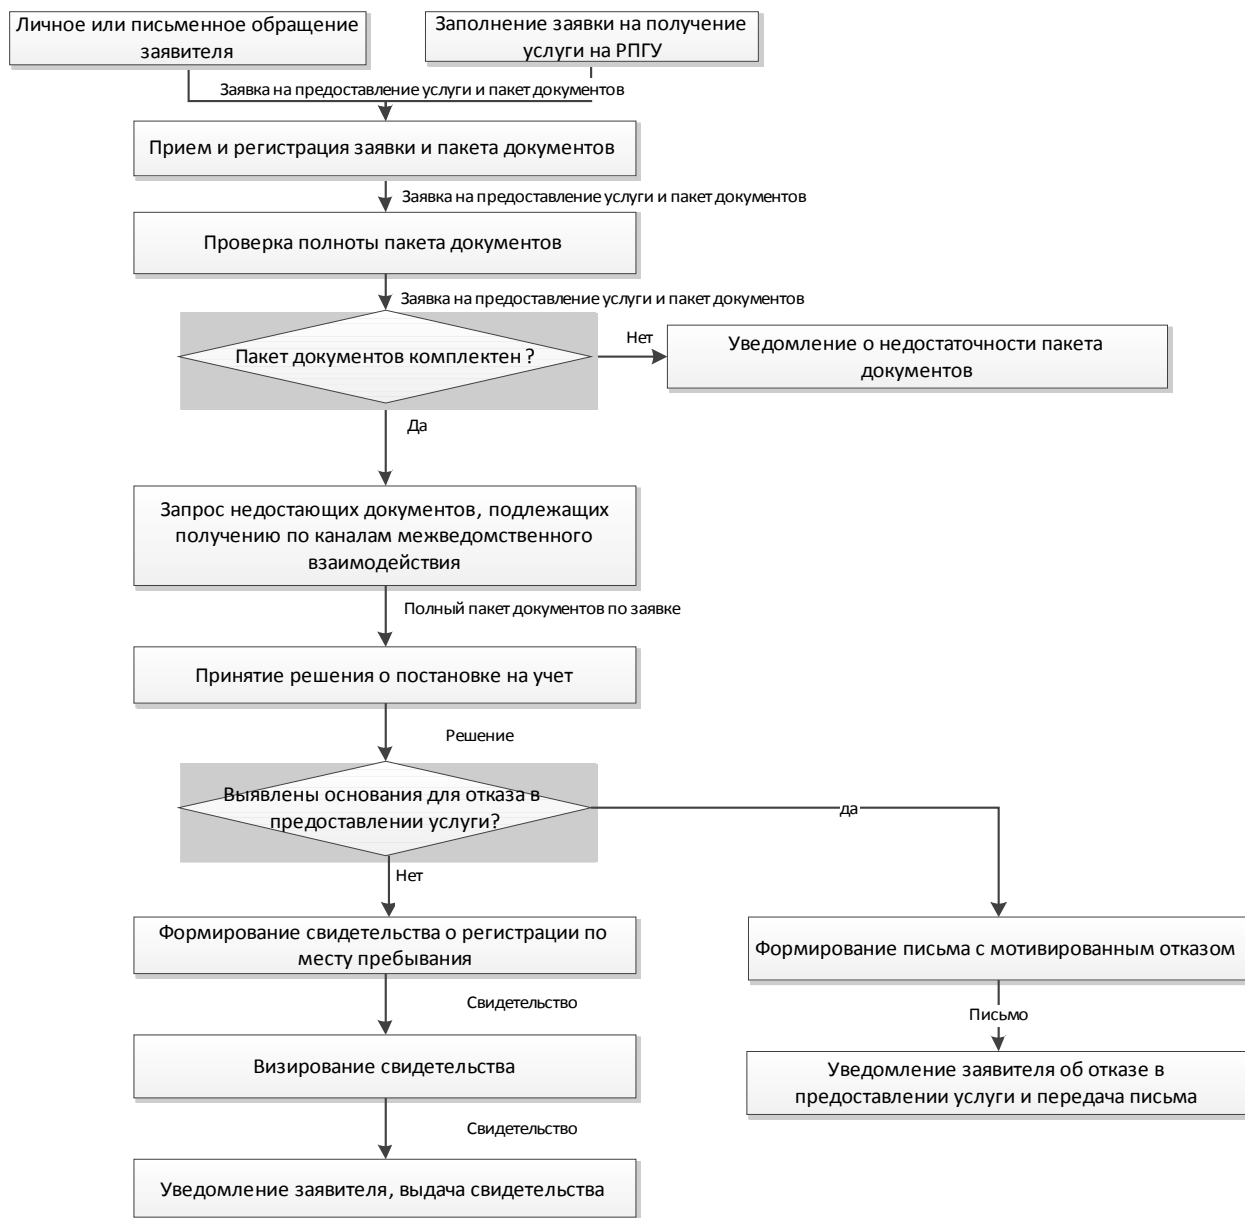 Личное или письменное обращение
заявителя
Заполнение заявки на получение
услуги на РПГУ
Заявка на предоставление услуги и пакет документов
Прием и регистрация заявки и пакета документов
Заявка на предоставление услуги и пакет документов
Проверка полноты пакета документов
Заявка на предоставление услуги и пакет документов
Пакет документов комплектен ?
Нет
Уведомление о недостаточности пакета
документов
Да
Запрос недостающих документов, подлежащих
получению по каналам межведомственного
взаимодействия
Полный пакет документов по заявке
Принятие решения о постановке на учет
Решение
Выявлены основания для отказа в
предоставлении услуги?
да
Нет
Формирование свидетельства о регистрации по
месту пребывания
Формирование письма с мотивированным отказом
Свидетельство
Письмо
Визирование свидетельства
Уведомление заявителя об отказе в
предоставлении услуги и передача письма
Свидетельство
Уведомление заявителя, выдача свидетельства